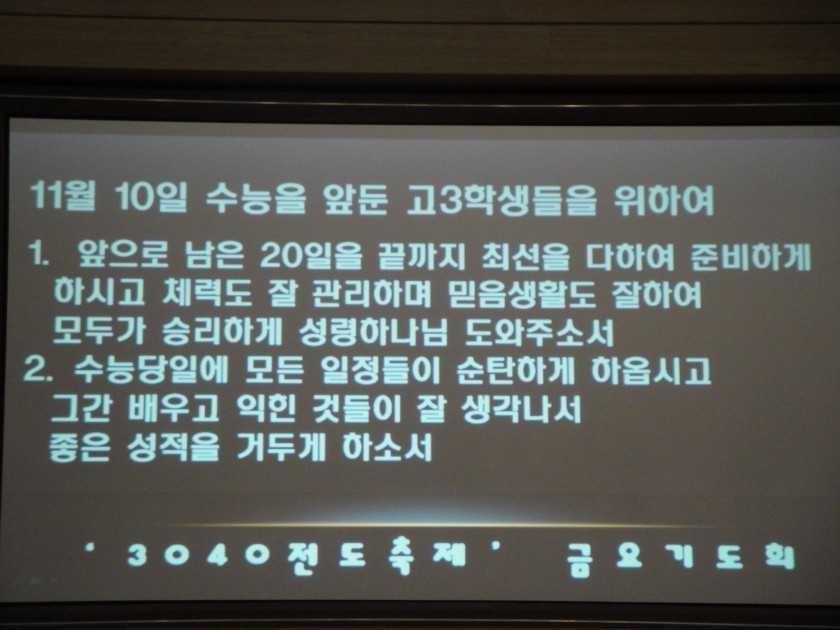 11월 10일 수능을 앞둔 고3학생들을 위하여
1. 앞으로 남은 20일을 끝까지 최선을 다하여 준비하게
하시고 체력도 잘 관리하며 믿음생활도 잘하여
모두가 승리하게 성령하나님 도와주소서
2. 수능당일에 모든 일정들이 순탄하게 하옵시고
그간 배우고 익힌 것들이 잘 생각나서
좋은 성적을 거두게 하소서
‘3040전도축제’ 금요기도회